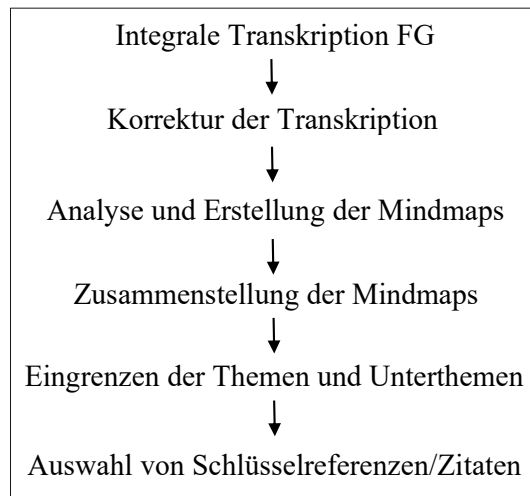 Integrale Transkription FG
Korrektur der Transkription
Analyse und Erstellung der Mindmaps
Zusammenstellung der Mindmaps
Eingrenzen der Themen und Unterthemen
Auswahl von Schlüsselreferenzen/Zitaten